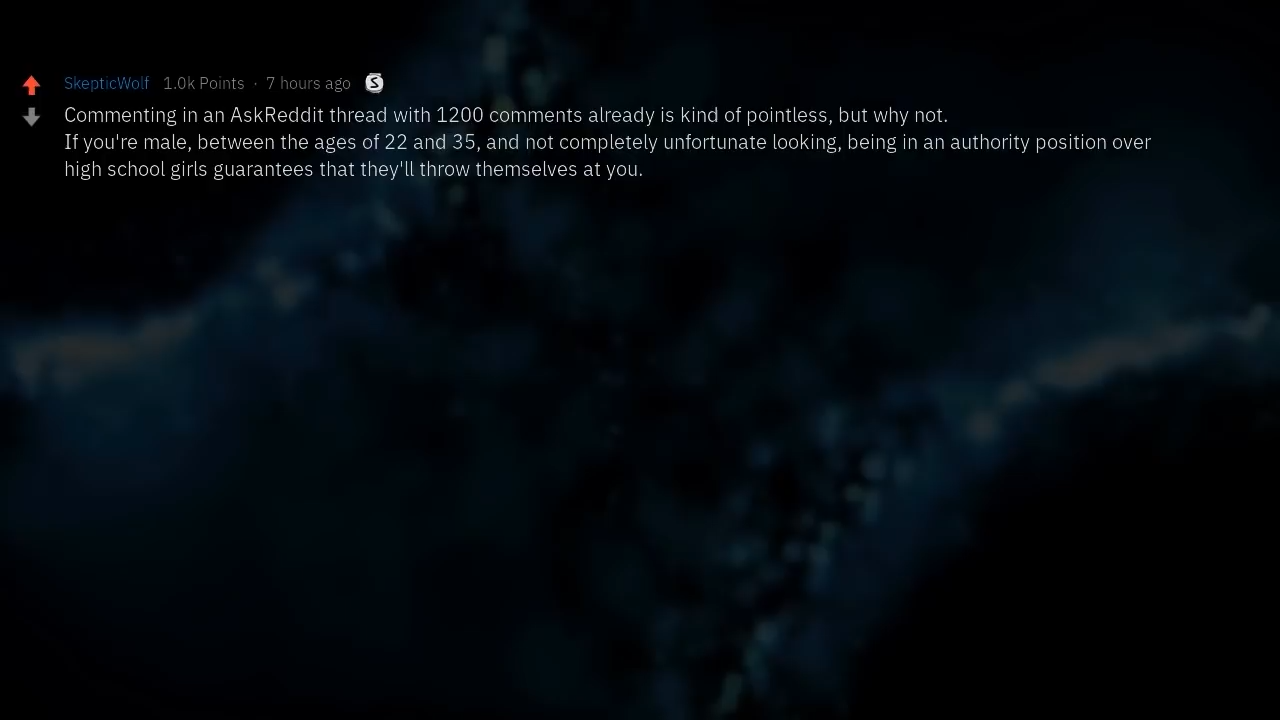 SkepticWolf 1.0k Points · 7 hours ago S
Commenting in an AskReddit thread with 1200 comments already is kind of pointless, but why not.
If you're male, between the ages of 22 and 35, and not completely unfortunate looking, being in an authority position over
high school girls guarantees that they'll throw themselves at you.